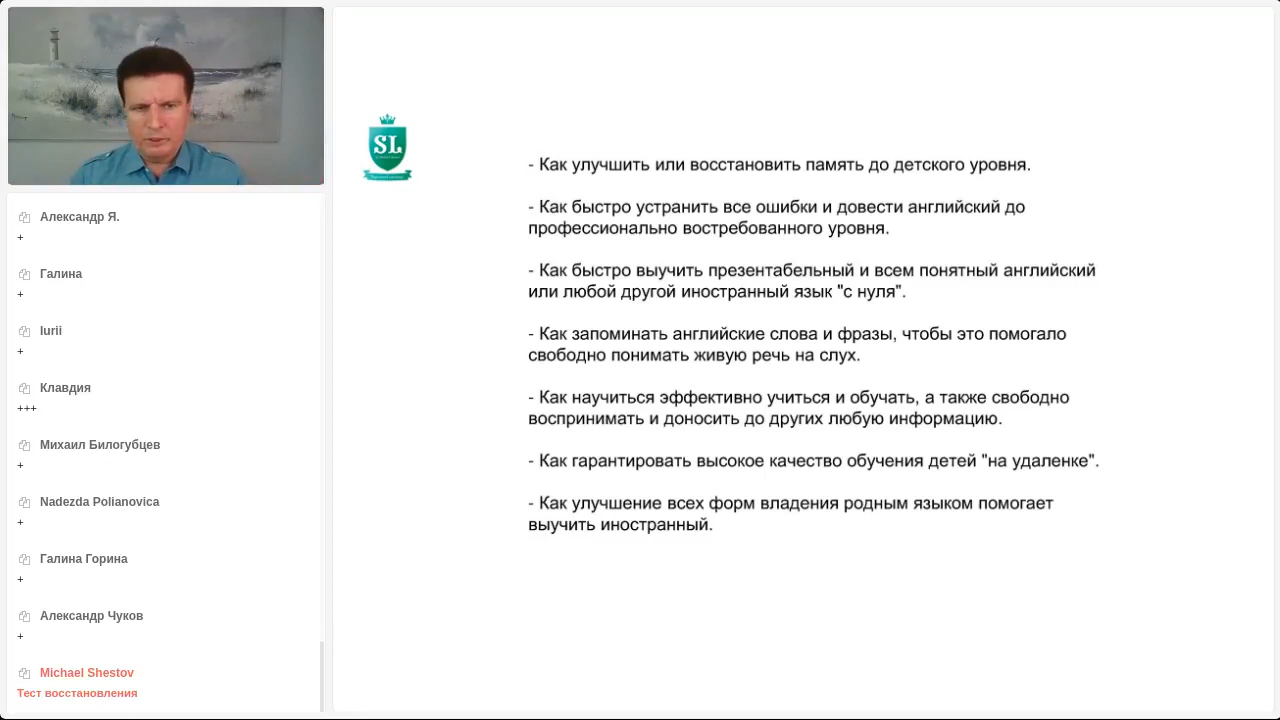 Александр Я.
+
Галина
+
Iurii
+
Клавдия
+++
Михаил Билогубцев
+
Nadezda Polianovica
+
Галина Горина
+
Александр Чуков
+
Michael Shestov
Тест восстановления
SL
- Как улучшить или восстановить память до детского уровня.
- Как быстро устранить все ошибки и довести английский до
профессионально востребованного уровня.
- Как быстро выучить презентабельный и всем понятный английский
или любой другой иностранный язык "с нуля".
- Как запоминать английские слова и фразы, чтобы это помогало
свободно понимать живую речь на слух.
- Как научиться эффективно учиться и обучать, а также свободно
воспринимать и доносить до других любую информацию.
- Как гарантировать высокое качество обучения детей "на удаленке".
- Как улучшение всех форм владения родным языком помогает
выучить иностранный.